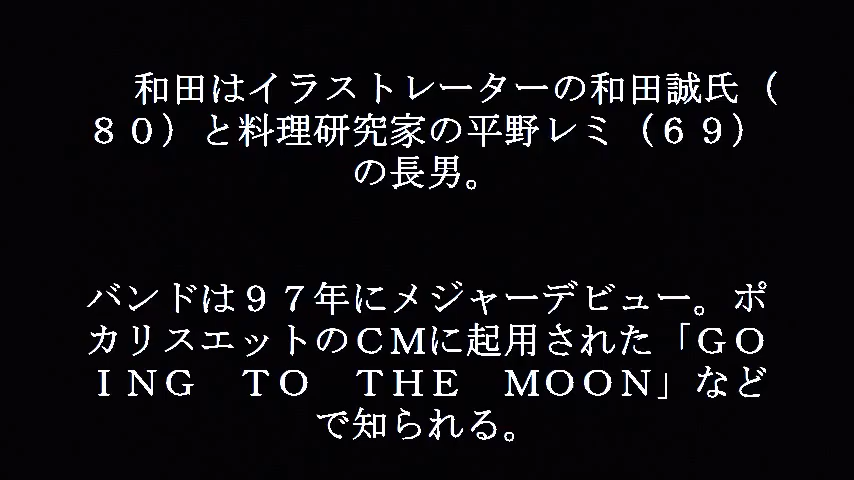 和田はイラストレーターの和田誠氏（
８０）と料理研究家の平野レミ（６９）
の長男。
バンドは９７年にメジャーデビュー。ポ
カリスエットのＣＭに起用された「ＧＯ
ＩＮＧ　ＴＯ　ＴＨＥ　ＭＯＯＮ」など
で知られる。